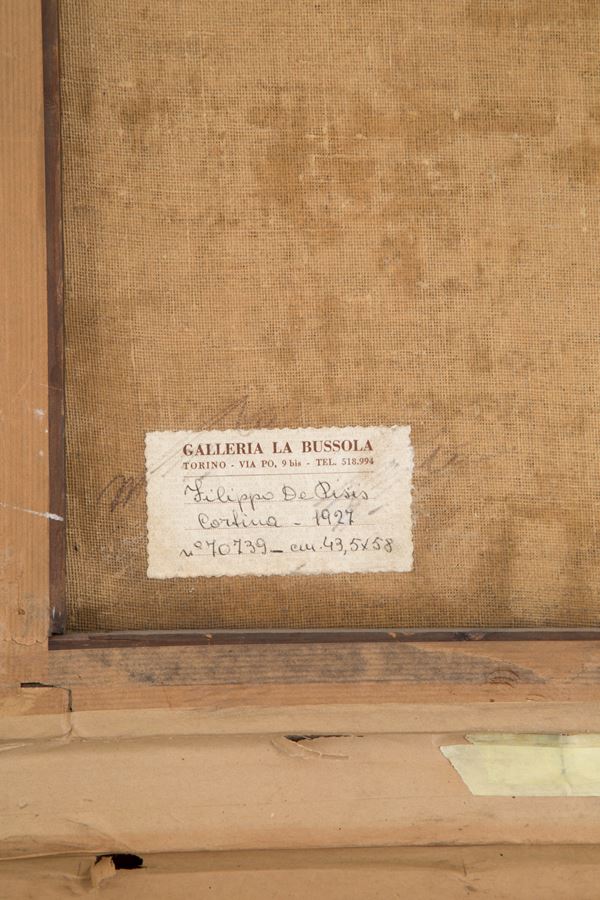 GALLERIA LA BUSSOLA
TORINO - VIA PO, 9 bis - TEL. 518.994
Filippo De Pisis
Cortina - 1927
n° 70739 - cm. 43,5x58